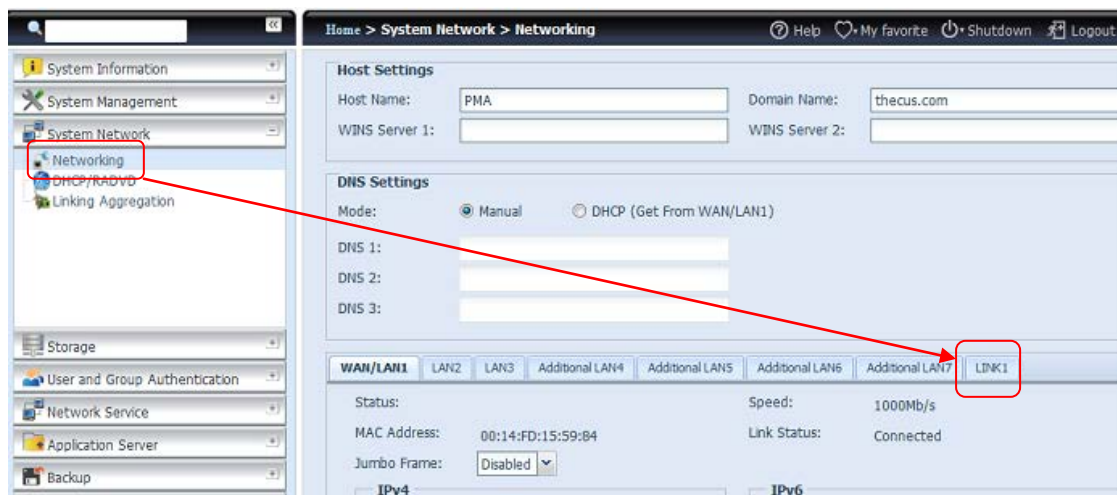 Home > System Network > Networking
Help My favorite Shutdown Logout
System Information
System Management
System Network
Networking
DHCP/RADVD
Linking Aggregation
Storage
User and Group Authentication
Network Service
Application Server
Backup
Host Settings
Host Name: PMA Domain Name: thecus.com
WINS Server 1: WINS Server 2:
DNS Settings
Mode: Manual DHCP (Get From WAN/LAN1)
DNS 1:
DNS 2:
DNS 3:
WAN/LAN1 LAN2 LAN3 Additional LAN4 Additional LAN5 Additional LAN6 Additional LAN7 LINK1
Status: Speed: 1000Mb/s
MAC Address: 00:14:FD:15:59:84 Link Status: Connected
Jumbo Frame: Disabled
IPv4 IPv6